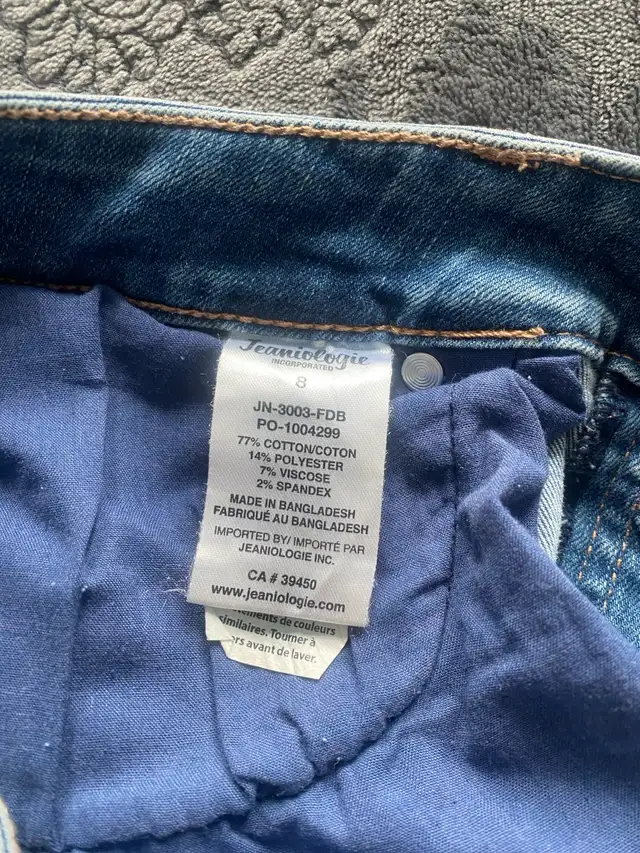 Jeaniologie
INCORPORATED
8
JN-3003-FDB
PO-1004299
77% COTTON/COTON
14% POLYESTER
7% VISCOSE
2% SPANDEX
MADE IN BANGLADESH
FABRIQUÉ AU BANGLADESH
IMPORTED BY/ IMPORTÉ PAR
JEANIOLOGIE INC.
CA # 39450
www.jeaniologie.com
de couleurs
similaires. Tourner à
avant de laver.